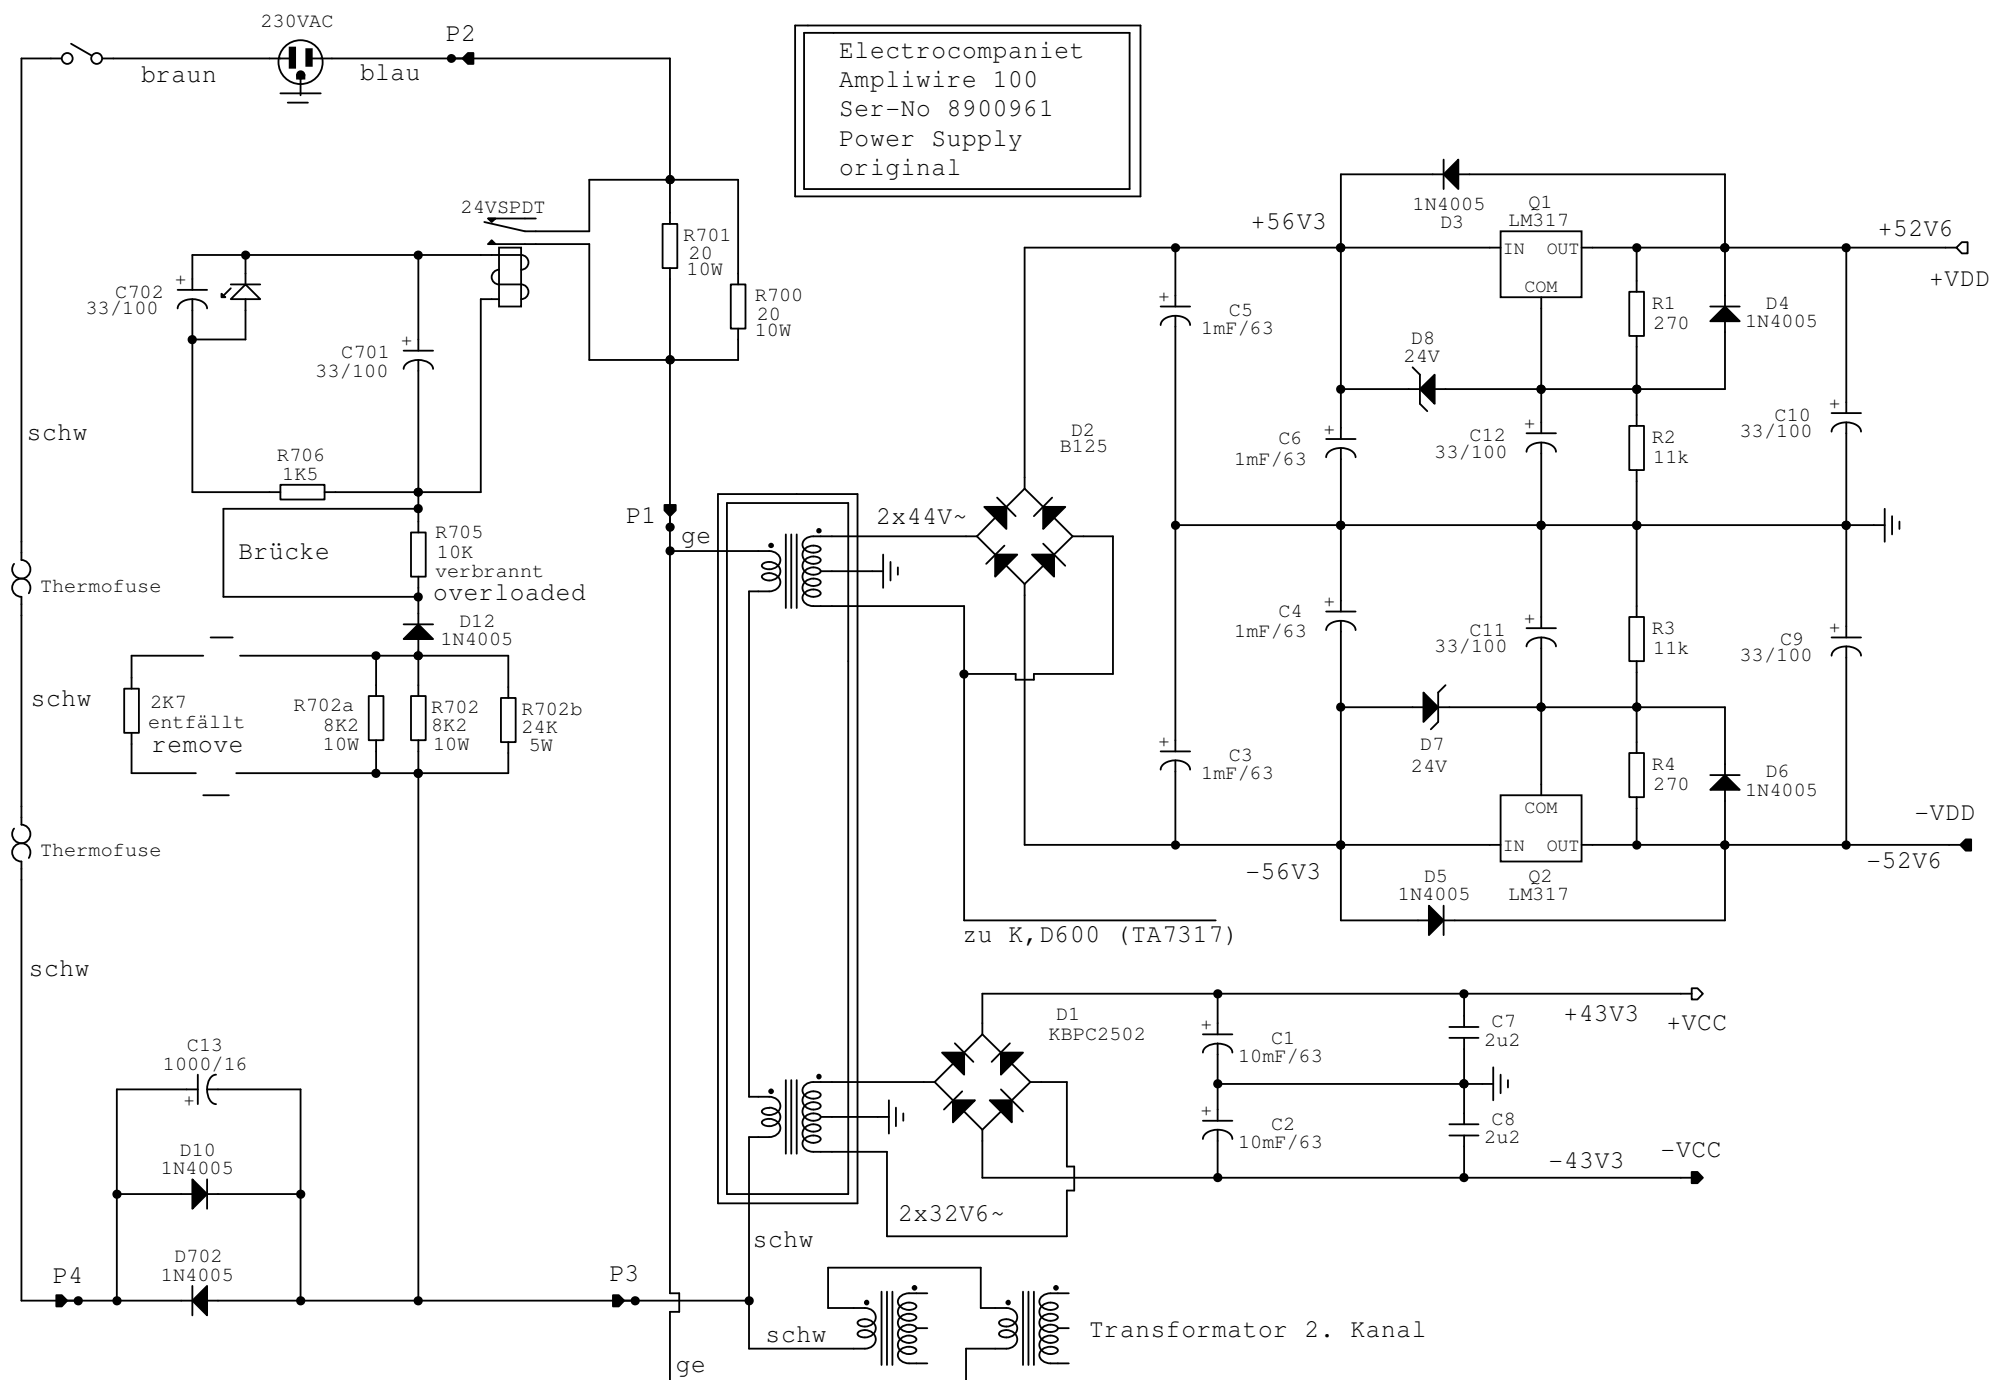 230VAC
P2
braun
blau
Electrocompaniet
Ampliwire 100
Ser-No 8900961
Power Supply
original
24VSPDT
R701
20
10W
R700
20
10W
+
C702
33/100
+
C701
33/100
schw
R706
1K5
Brücke
R705
10K
verbrannt
overloaded
Thermofuse
D12
1N4005
schw
2K7
entfällt
remove
R702a
8K2
10W
R702
8K2
10W
R702b
24K
5W
Thermofuse
schw
C13
1000/16
+
D10
1N4005
D702
1N4005
P4
P3
P1
ge
2x44V~
D2
B125
+56V3
1N4005
D3
Q1
LM317
IN OUT
COM
+52V6
+VDD
+
C5
1mF/63
R1
270
D4
1N4005
D8
24V
+
C6
1mF/63
+
C12
33/100
R2
11k
+
C10
33/100
+
C4
1mF/63
+
C11
33/100
R3
11k
+
C9
33/100
+
C3
1mF/63
D7
24V
R4
270
D6
1N4005
COM
IN OUT
Q2
LM317
-VDD
-52V6
-56V3
D5
1N4005
zu K,D600 (TA7317)
D1
KBPC2502
+
C1
10mF/63
C7
2u2
+43V3
+VCC
+
C2
10mF/63
C8
2u2
-43V3
-VCC
2x32V6~
schw
schw
ge
Transformator 2. Kanal